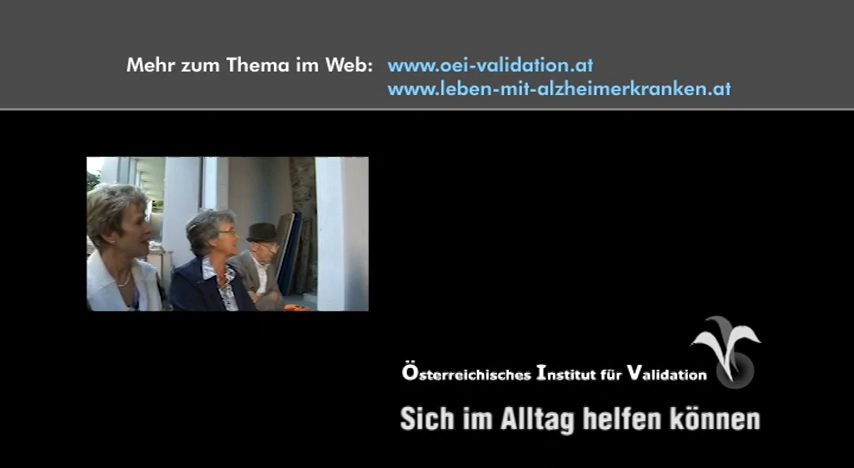 Mehr zum Thema im Web: www.oei-validation.at
www.leben-mit-alzheimerkranken.at
Österreichisches Institut für Validation
Sich im Alltag helfen können